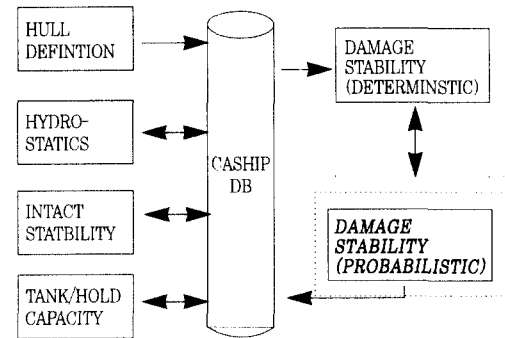 HULL
DEFINTION
HYDRO-
STATICS
INTACT
STATBILITY
TANK/HOLD
CAPACITY
CASHIP
DB
DAMAGE
STABILITY
(DETERMINSTIC)
DAMAGE
STABILITY
(PROBABILISTIC)